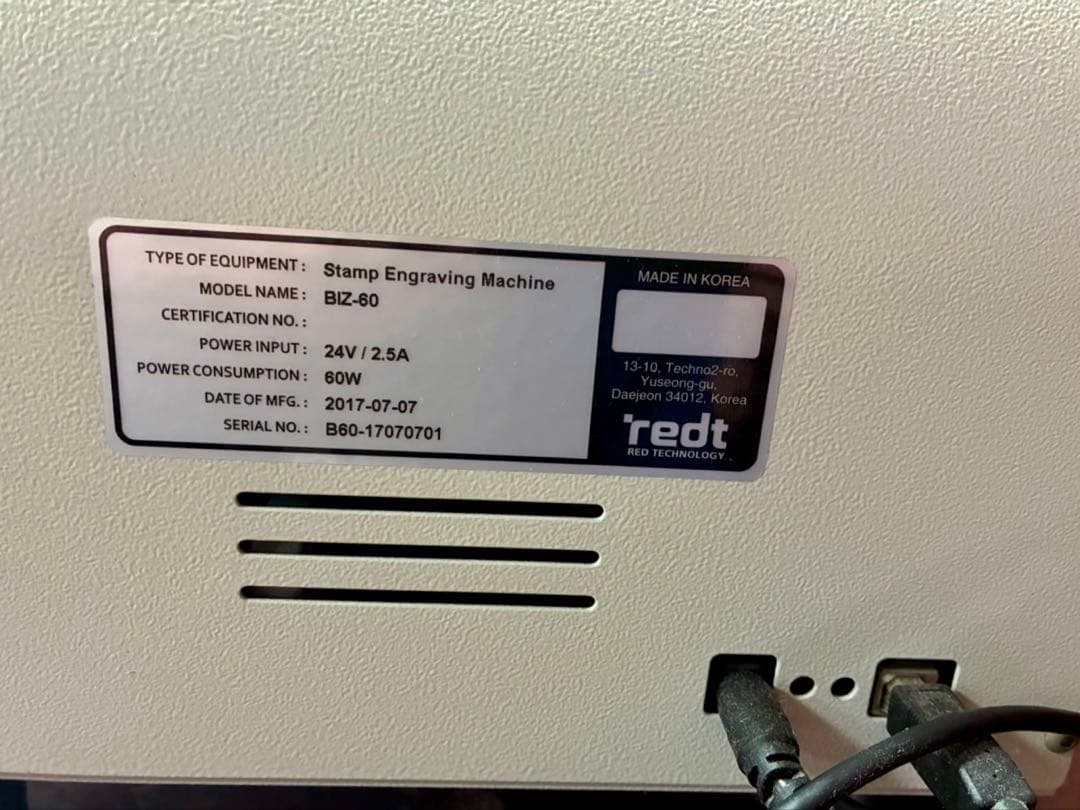 TYPE OF EQUIPMENT : Stamp Engraving Machine
MODEL NAME : BIZ-60
CERTIFICATION NO. :
POWER INPUT : 24V / 2.5A
POWER CONSUMPTION : 60W
DATE OF MFG. : 2017-07-07
SERIAL NO. : B60-17070701
MADE IN KOREA
13-10, Techno2-ro,
Yuseong-gu,
Daejeon 34012, Korea
redt
RED TECHNOLOGY